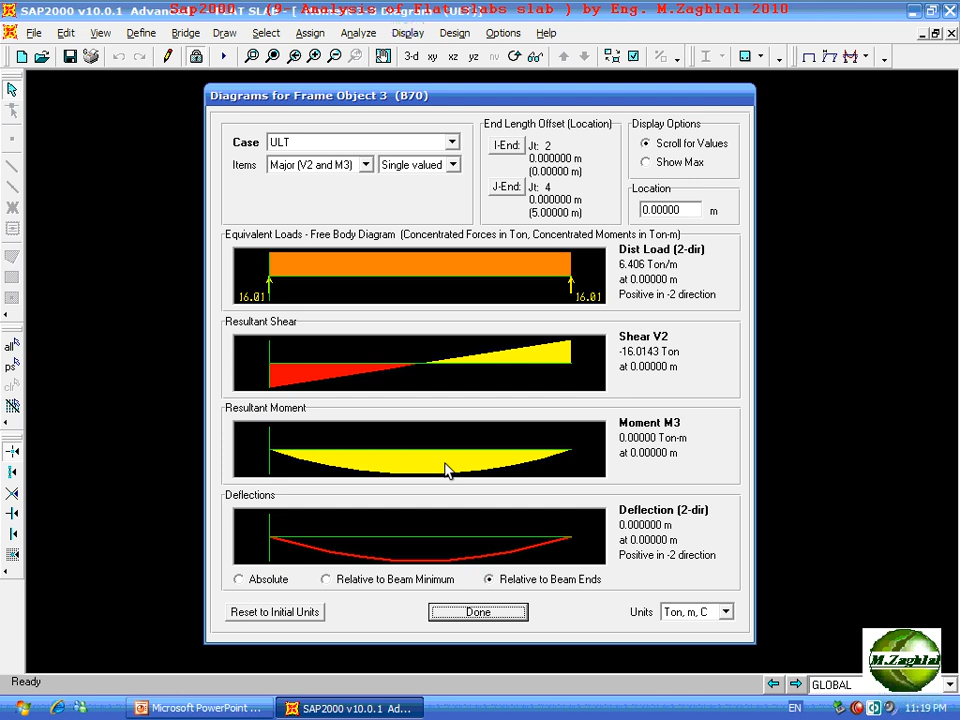 SAP2000 v10.0.1 Advanced
Sap2000 (9- Analysis of Flat slabs slab ) by Eng. M.Zaghlal 2010
File Edit View Define Bridge Draw Select Assign Analyze Display Design Options Help
3-d xy xz yz nv
all
ps
clr
Diagrams for Frame Object 3 (B70)
Case ULT
Items Major (V2 and M3) Single valued
End Length Offset (Location)
I-End: Jt: 2
0.000000 m
(0.00000 m)
J-End: Jt: 4
0.000000 m
(5.00000 m)
Display Options
Scroll for Values
Show Max
Location
0.00000 m
Equivalent Loads - Free Body Diagram (Concentrated Forces in Ton, Concentrated Moments in Ton-m)
16.01 16.01
Dist Load (2-dir)
6.406 Ton/m
at 0.00000 m
Positive in -2 direction
Resultant Shear
Shear V2
-16.0143 Ton
at 0.00000 m
Resultant Moment
Moment M3
0.00000 Ton-m
at 0.00000 m
Deflections
Deflection (2-dir)
0.000000 m
at 0.00000 m
Positive in -2 direction
Absolute Relative to Beam Minimum Relative to Beam Ends
Reset to Initial Units Done Units Ton, m, C
M.Zaghlal
Ready GLOBAL
Microsoft PowerPoint ... SAP2000 v10.0.1 Ad... EN 11:19 PM